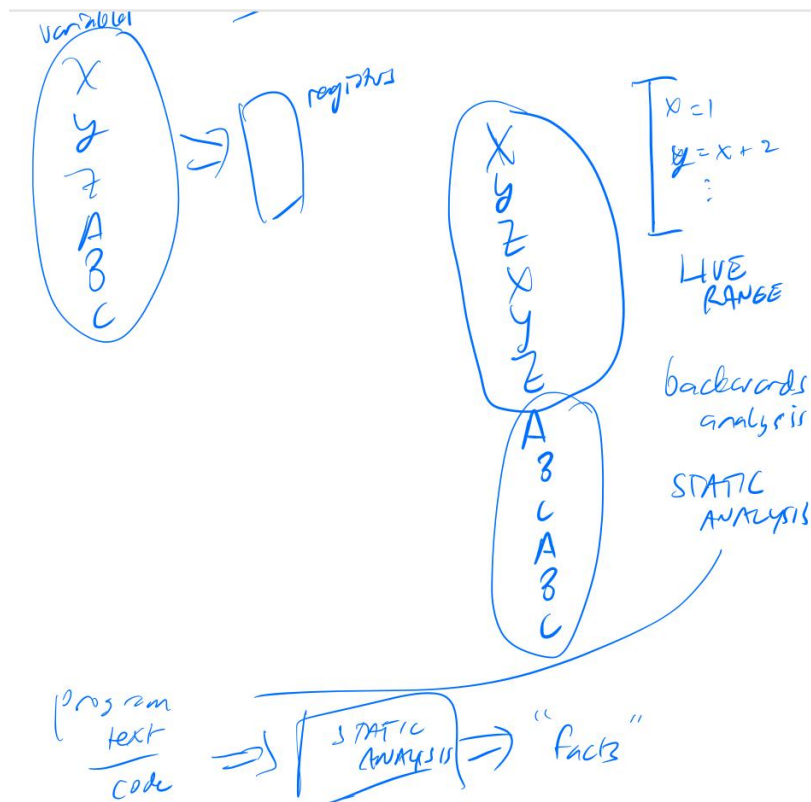 variables
X
y
Z
A
B
C
=>
registers
X
y
Z
X
y
Z
A
B
C
A
B
C
x = 1
y = x + 2
⋮
LIVE
RANGE
backwards
analysis
STATIC
ANALYSIS
program
text
code
=>
STATIC
ANALYSIS
=>
"facts"